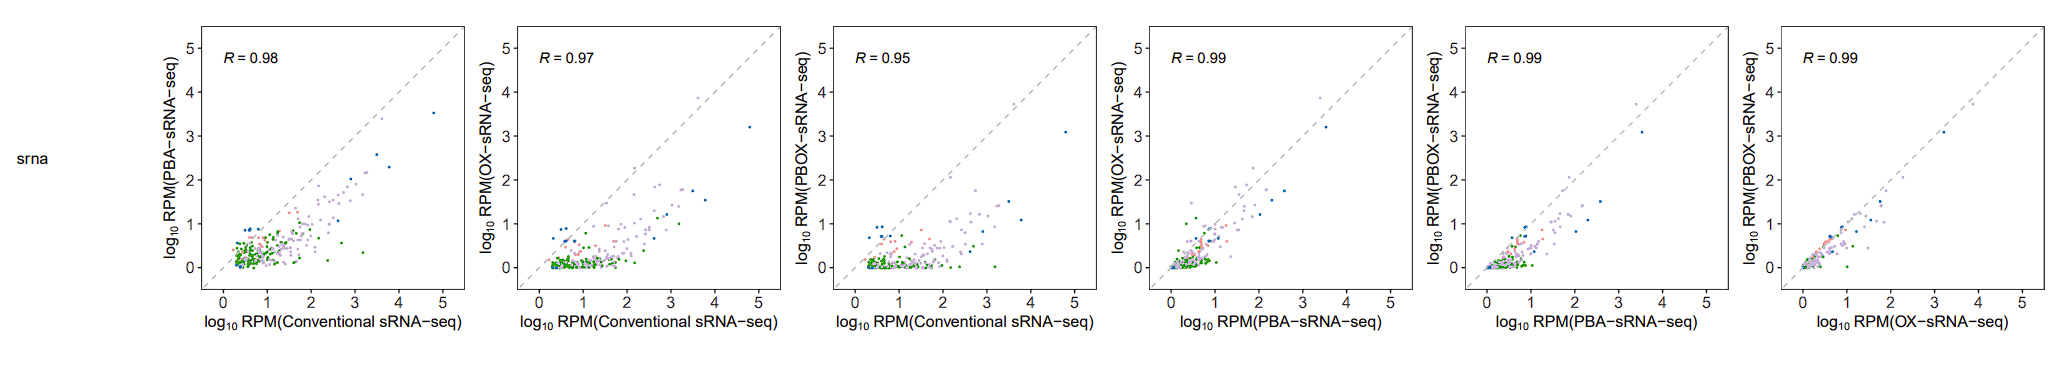 srna
R = 0.98
5
4
3
2
1
0
0 1 2 3 4 5
log10 RPM(PBA−sRNA−seq)
log10 RPM(Conventional sRNA−seq)
R = 0.97
5
4
3
2
1
0
0 1 2 3 4 5
log10 RPM(OX−sRNA−seq)
log10 RPM(Conventional sRNA−seq)
R = 0.95
5
4
3
2
1
0
0 1 2 3 4 5
log10 RPM(PBOX−sRNA−seq)
log10 RPM(Conventional sRNA−seq)
R = 0.99
5
4
3
2
1
0
0 1 2 3 4 5
log10 RPM(OX−sRNA−seq)
log10 RPM(PBA−sRNA−seq)
R = 0.99
5
4
3
2
1
0
0 1 2 3 4 5
log10 RPM(PBOX−sRNA−seq)
log10 RPM(PBA−sRNA−seq)
R = 0.99
5
4
3
2
1
0
0 1 2 3 4 5
log10 RPM(PBOX−sRNA−seq)
log10 RPM(OX−sRNA−seq)